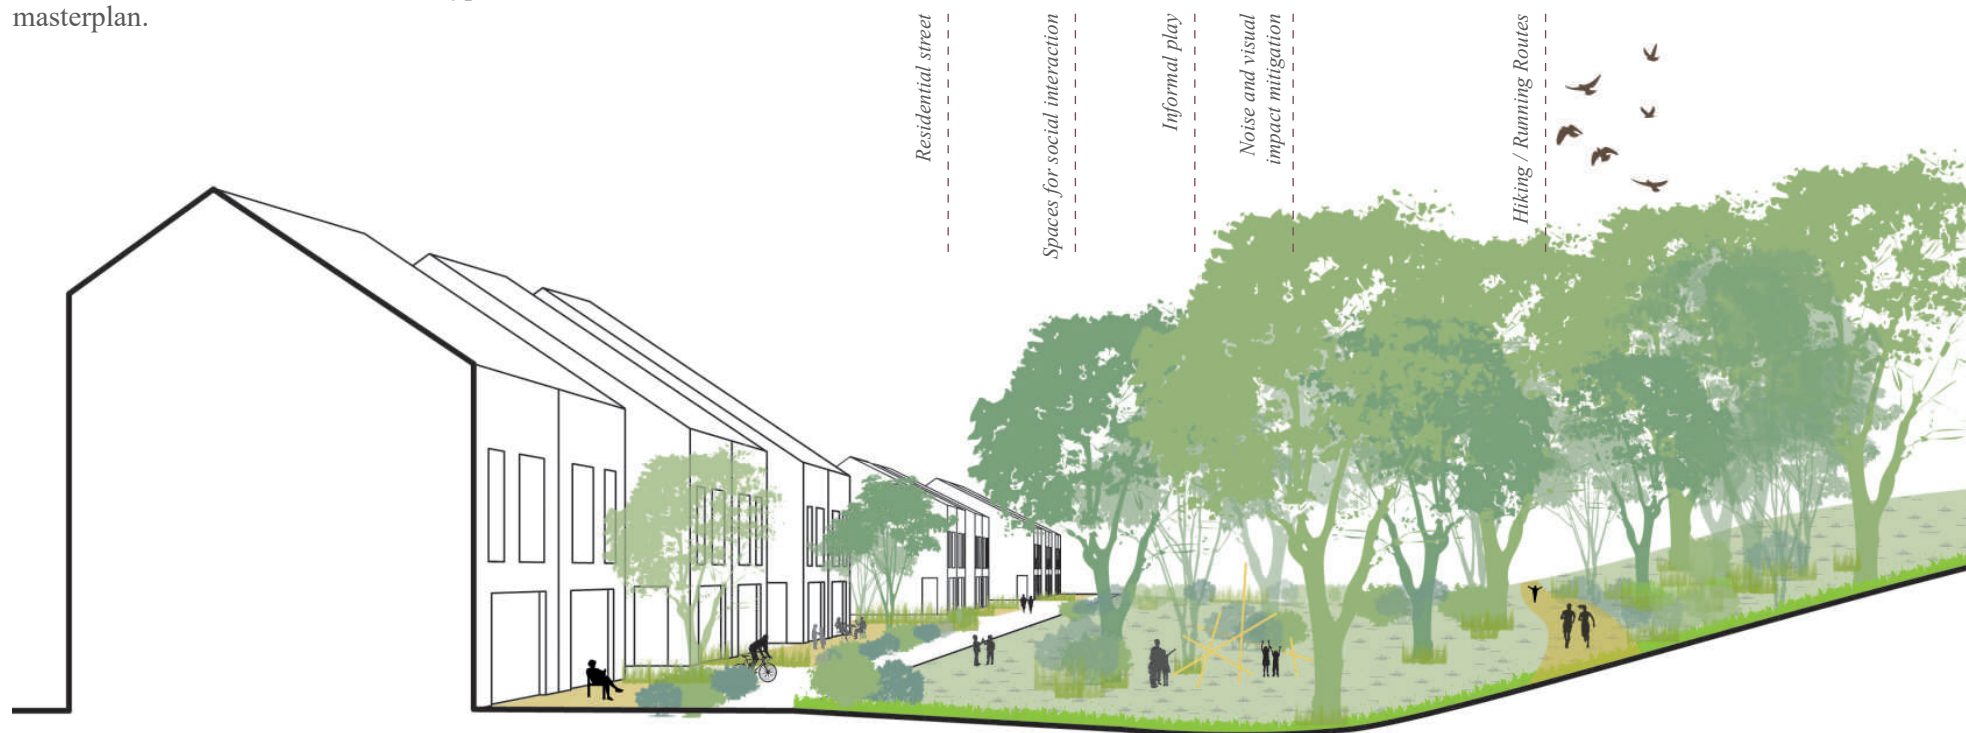 masterplan.
Residential street
Spaces for social interaction
Informal play
Noise and visual
impact mitigation
Hiking / Running Routes